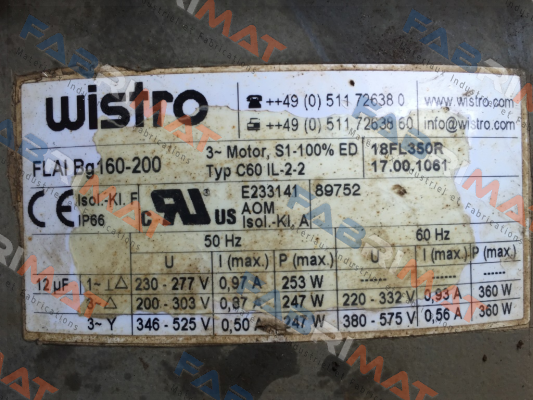 wistro
☎ ++49 (0) 511 72638 0
++49 (0) 511 72638 60
www.wistro.com
info@wistro.com
FLAI Bg160-200
3~ Motor, S1-100% ED
Typ C60 IL-2-2
18FL350R
17.00.1061
CE Isol.-Kl. F
IP66
C RU US
E233141
AOM
Isol.-Kl. A
89752
50 Hz 60 Hz
U I (max.) P (max.) U I (max.) P (max.)
12 µF 1~ ⊥△ 230 - 277 V 0,97 A 253 W ------ ------ ------
3~ △ 200 - 303 V 0,87 A 247 W 220 - 332 V 0,93 A 360 W
3~ Y 346 - 525 V 0,50 A 247 W 380 - 575 V 0,56 A 360 W
FABRIMAT